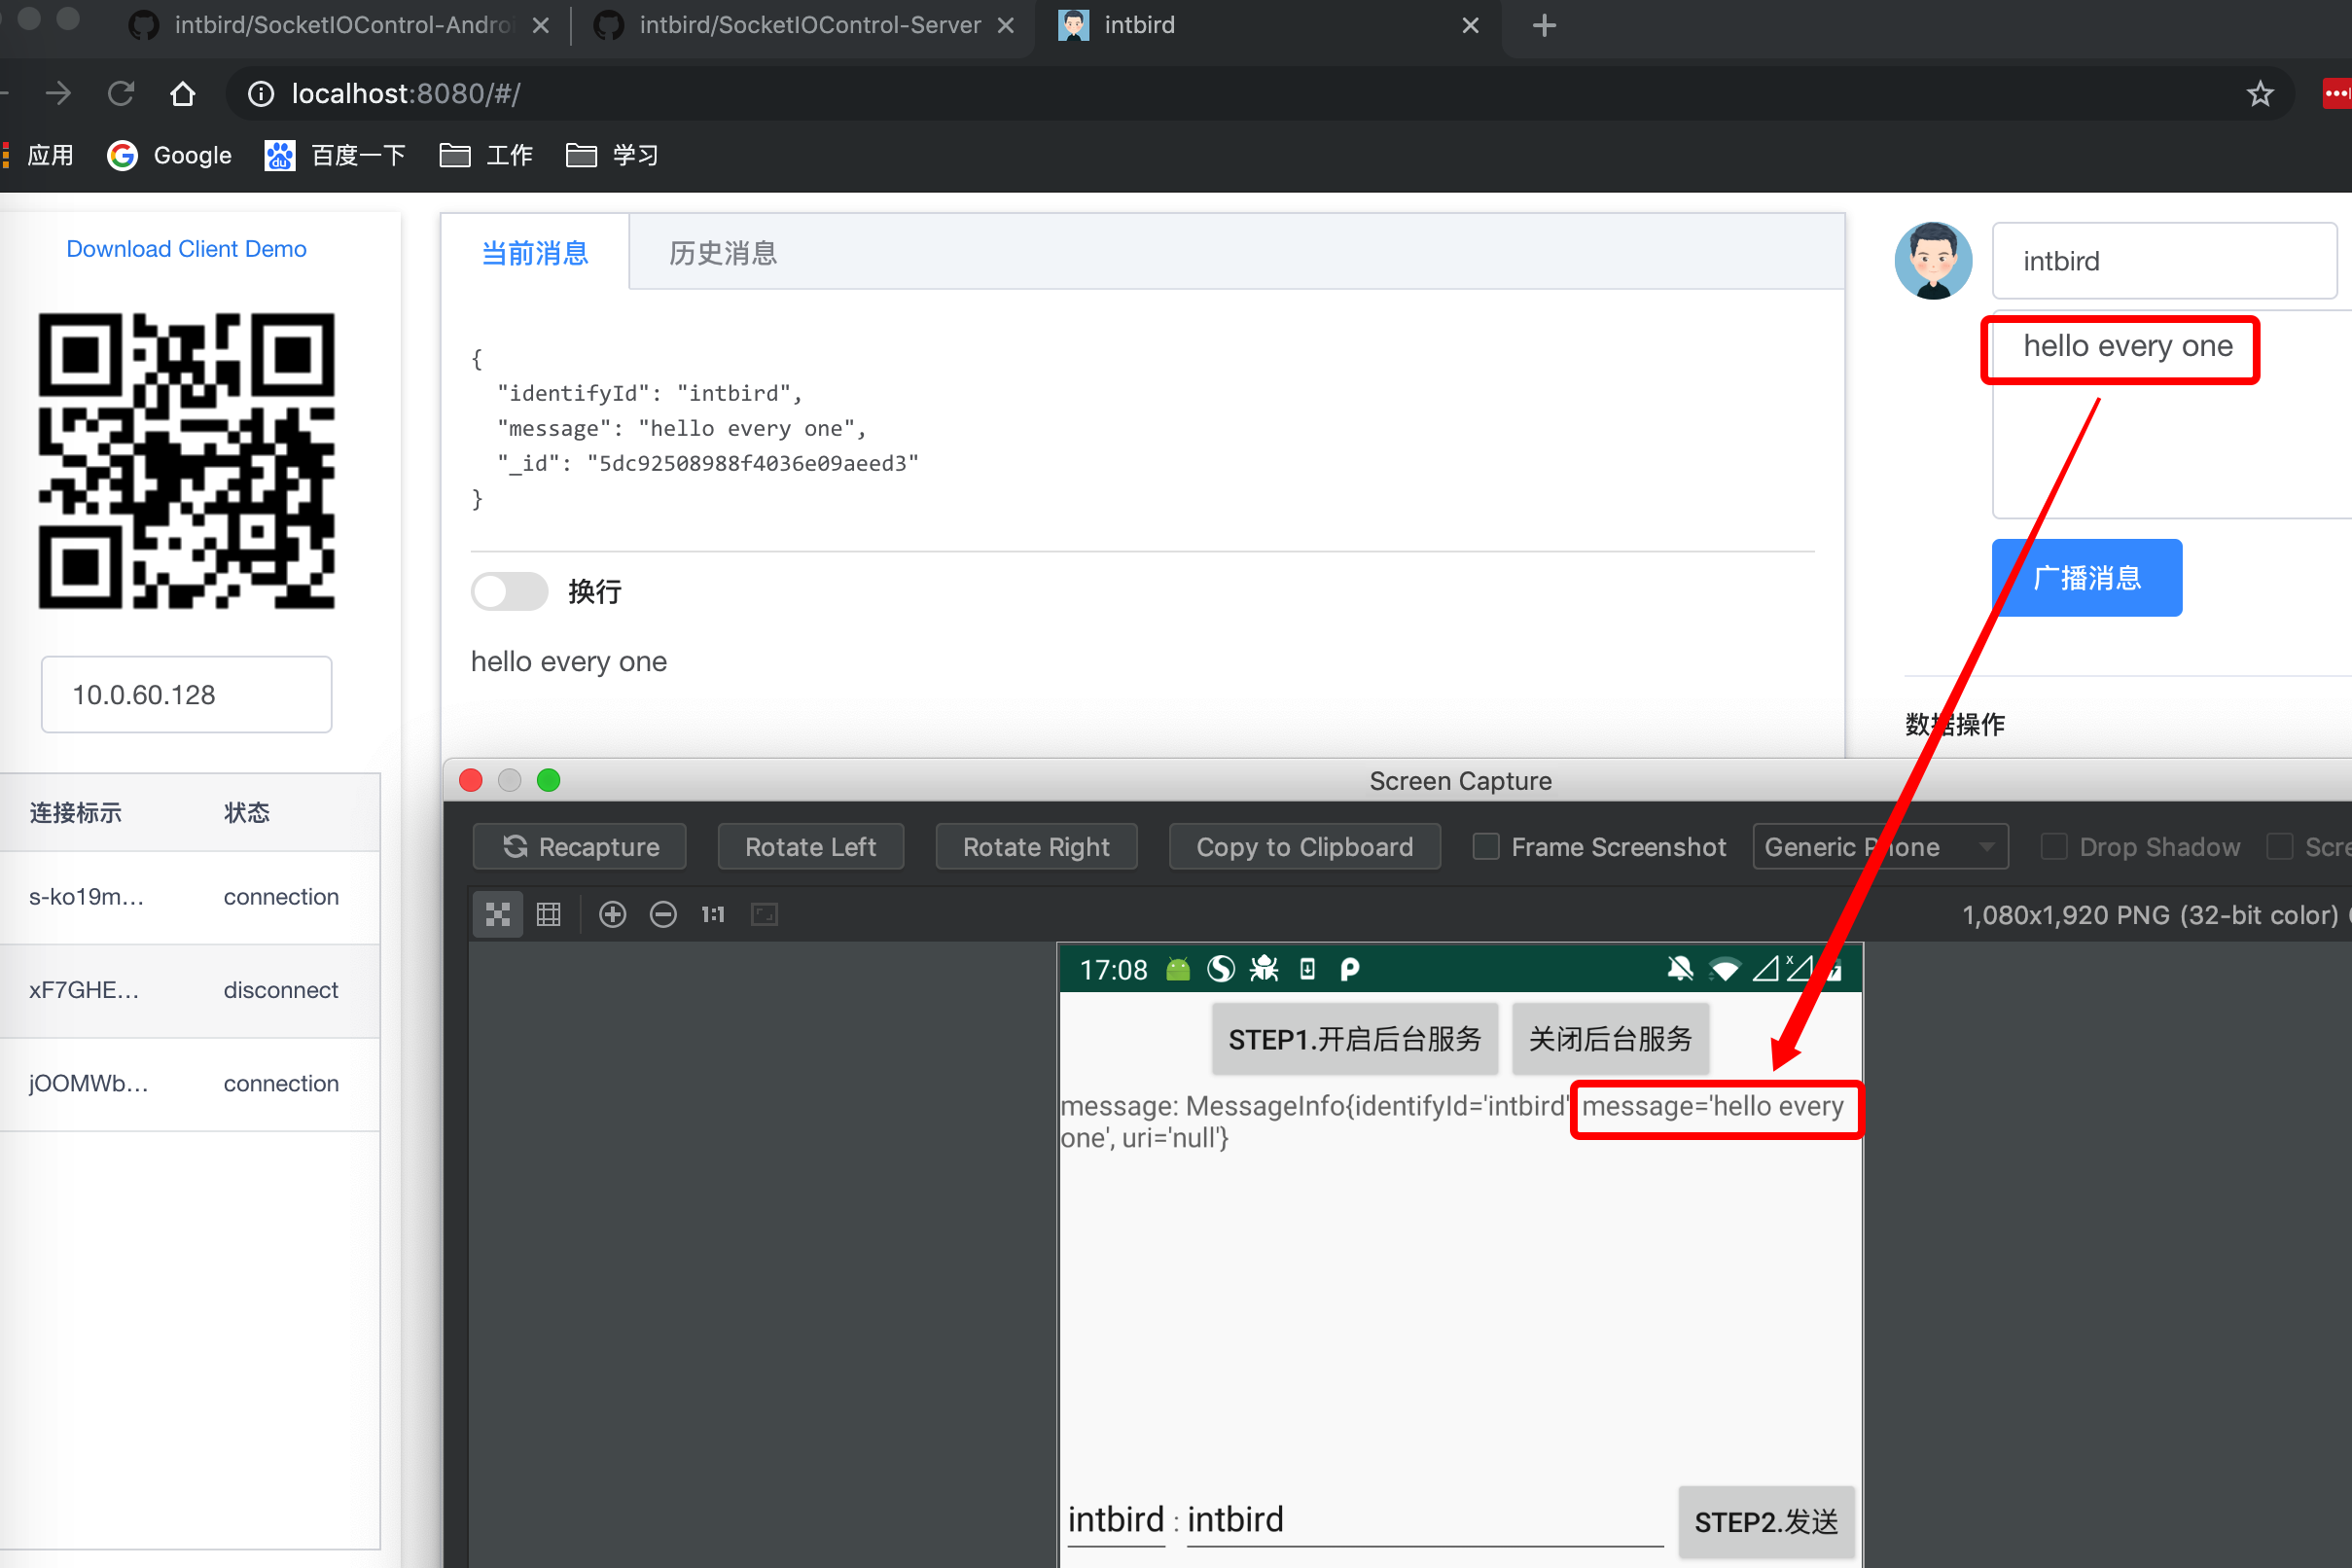 intbird/SocketIOControl-Androi
intbird/SocketIOControl-Server
intbird
localhost:8080/#/
应用
Google
百度一下
工作
学习
Download Client Demo
10.0.60.128
连接标示 状态
s-ko19m... connection
xF7GHE... disconnect
jOOMWb... connection
当前消息
历史消息
{
"identifyId": "intbird",
"message": "hello every one",
"_id": "5dc92508988f4036e09aeed3"
}
换行
hello every one
intbird
hello every one
广播消息
数据操作
Screen Capture
Recapture
Rotate Left
Rotate Right
Copy to Clipboard
Frame Screenshot
Generic Phone
Drop Shadow
Scre
1:1
1,080x1,920 PNG (32-bit color)
17:08
STEP1.开启后台服务
关闭后台服务
message: MessageInfo{identifyId='intbird' message='hello every
one', uri='null'}
intbird : intbird
STEP2.发送